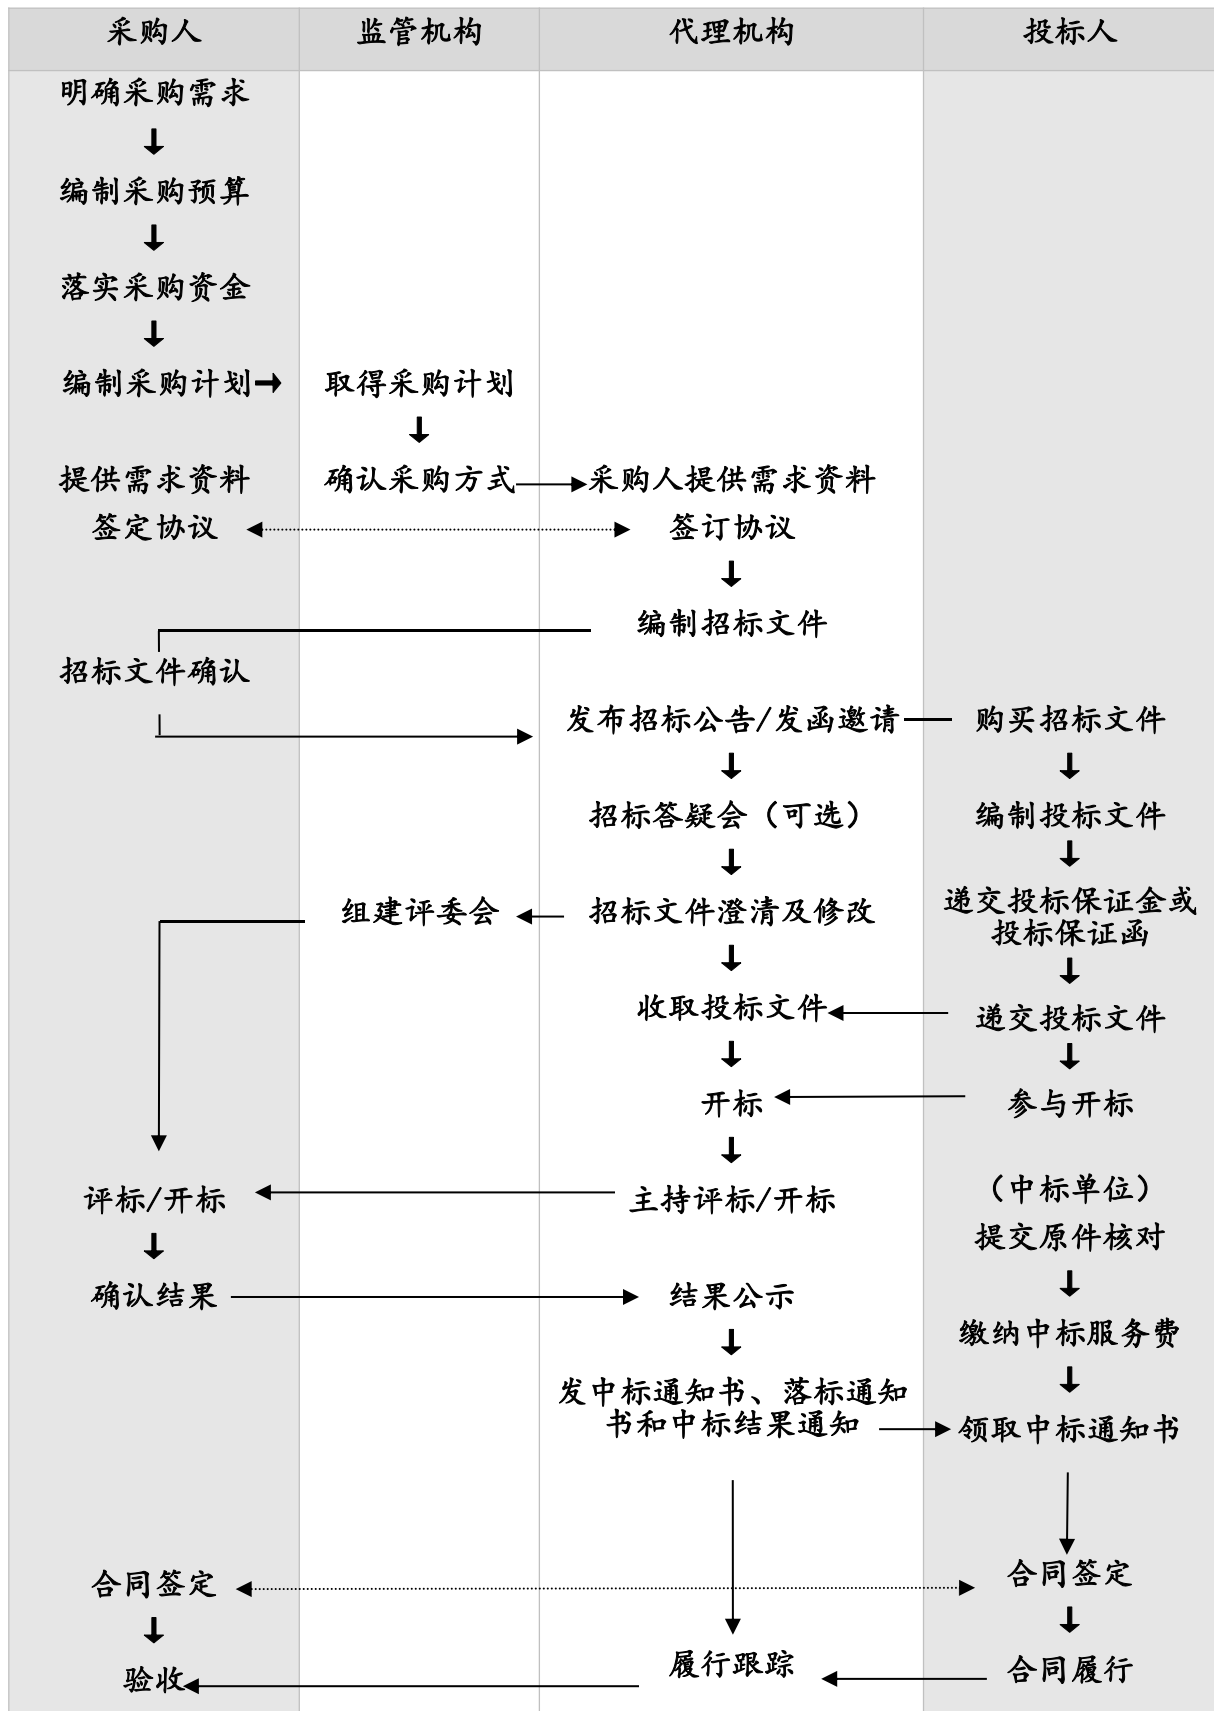 采购人 监管机构 代理机构 投标人
明确采购需求
编制采购预算
落实采购资金
编制采购计划 取得采购计划
提供需求资料 确认采购方式 采购人提供需求资料
签定协议 签订协议
编制招标文件
招标文件确认
发布招标公告/发函邀请 购买招标文件
招标答疑会（可选） 编制投标文件
组建评委会 招标文件澄清及修改 递交投标保证金或
投标保证函
收取投标文件 递交投标文件
开标 参与开标
评标/开标 主持评标/开标 （中标单位）
提交原件核对
确认结果 结果公示
缴纳中标服务费
发中标通知书、落标通知
书和中标结果通知 领取中标通知书
合同签定 合同签定
验收 履行跟踪 合同履行